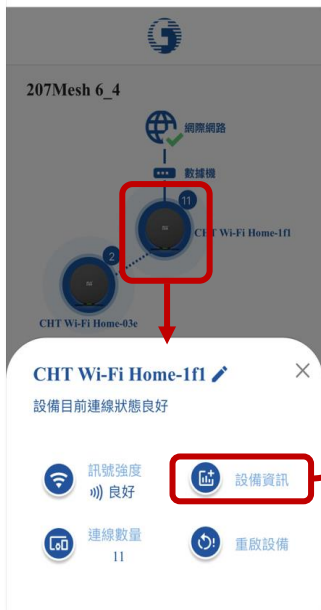 207Mesh 6_4
網際網路
數據機
11
CHT Wi-Fi Home-1f1
2
CHT Wi-Fi Home-03e
CHT Wi-Fi Home-1f1
設備目前連線狀態良好
訊號強度
良好
設備資訊
連線數量
11
重啟設備